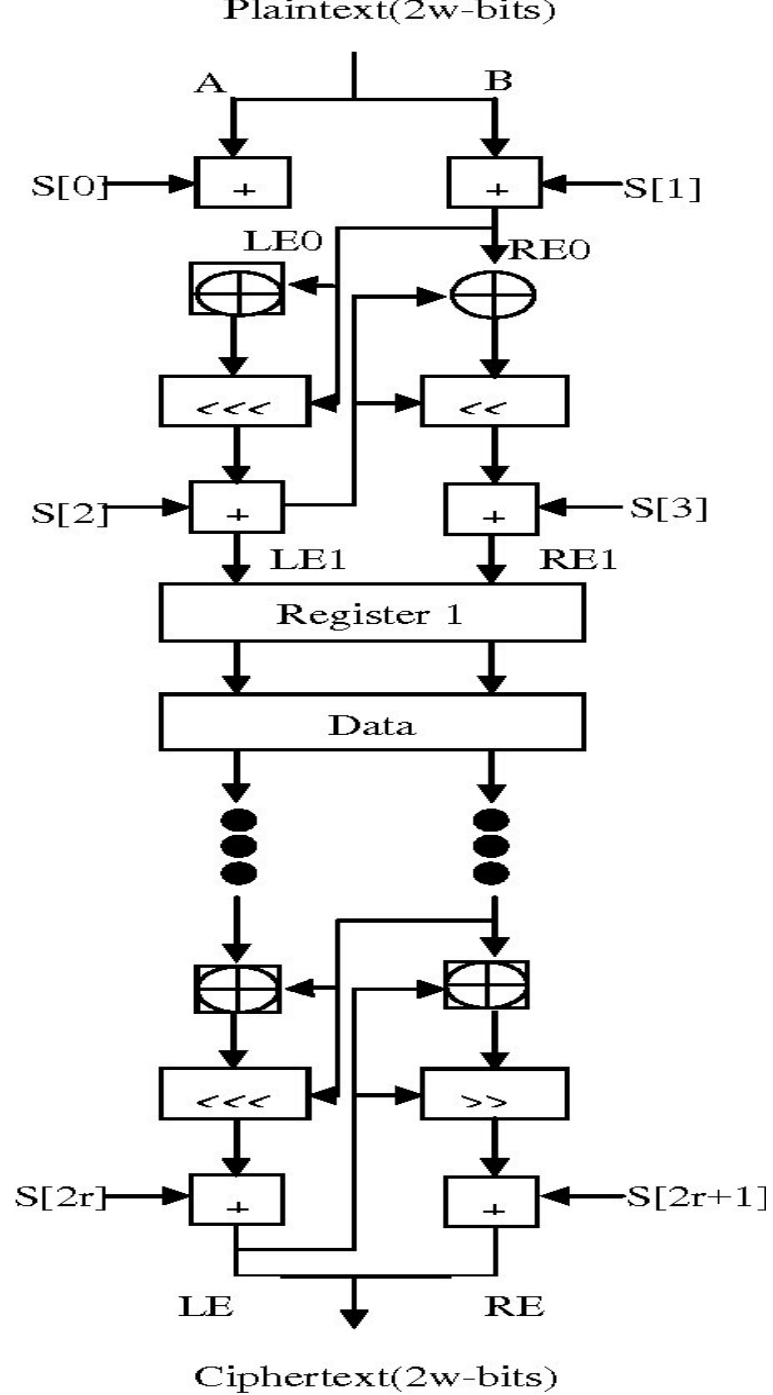 Plaintext(2w-bits)
A B
S[0] + + S[1]
LE0 RE0
<<< <<
S[2] + + S[3]
LE1 RE1
Register 1
Data
<<< >>
S[2r] + + S[2r+1]
LE RE
Ciphertext(2w-bits)